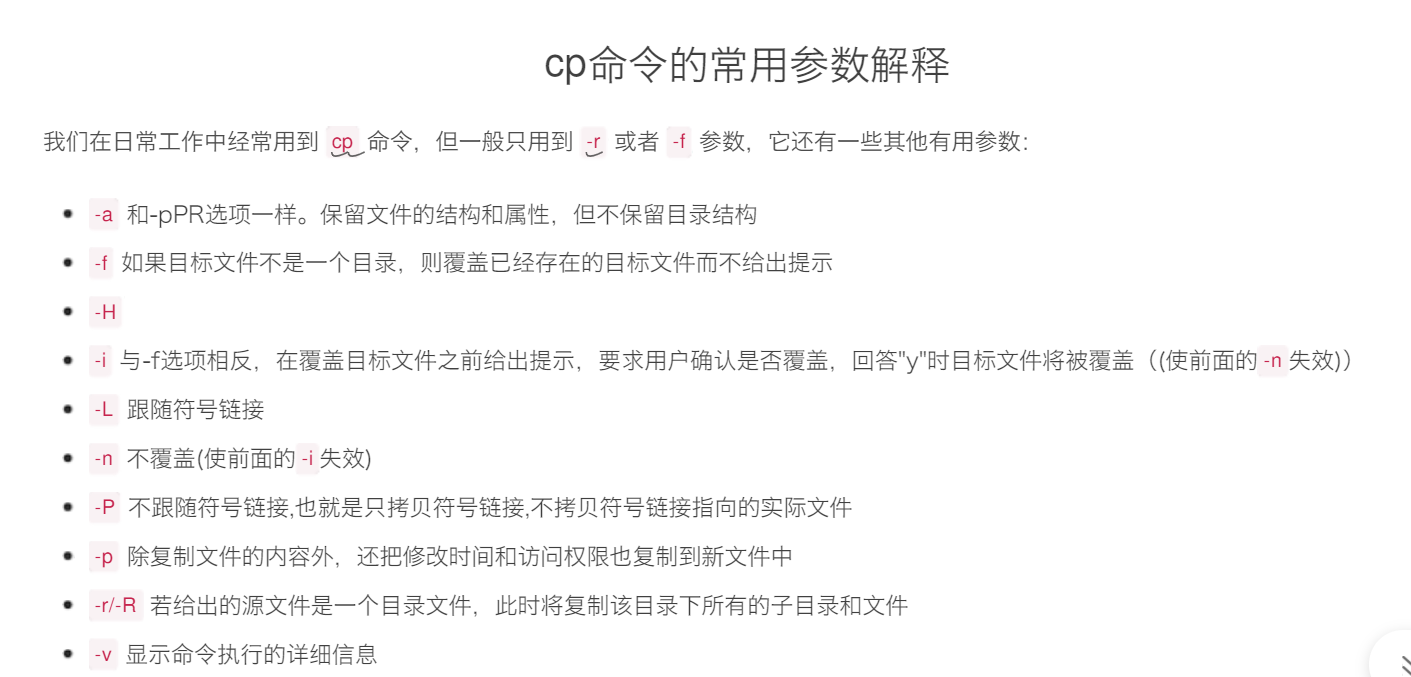 cp命令的常用参数解释
我们在日常工作中经常用到 cp 命令，但一般只用到 -r 或者 -f 参数，它还有一些其他有用参数：
-a 和-pPR选项一样。保留文件的结构和属性，但不保留目录结构
-f 如果目标文件不是一个目录，则覆盖已经存在的目标文件而不给出提示
-H
-i 与-f选项相反，在覆盖目标文件之前给出提示，要求用户确认是否覆盖，回答"y"时目标文件将被覆盖（(使前面的 -n 失效)）
-L 跟随符号链接
-n 不覆盖(使前面的 -i 失效)
-P 不跟随符号链接,也就是只拷贝符号链接,不拷贝符号链接指向的实际文件
-p 除复制文件的内容外，还把修改时间和访问权限也复制到新文件中
-r/-R 若给出的源文件是一个目录文件，此时将复制该目录下所有的子目录和文件
-v 显示命令执行的详细信息